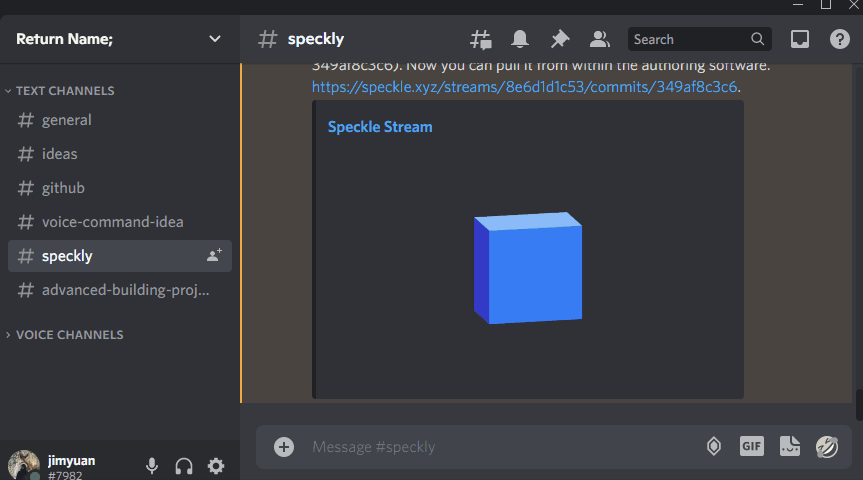 Return Name;
# speckly
Search
TEXT CHANNELS
# general
# ideas
# github
# voice-command-idea
# speckly
# advanced-building-proj...
VOICE CHANNELS
jimyuan
#7982
349af8c3c6). Now you can pull it from within the authoring software.
https://speckle.xyz/streams/8e6d1d1c53/commits/349af8c3c6.
Speckle Stream
Message #speckly
GIF